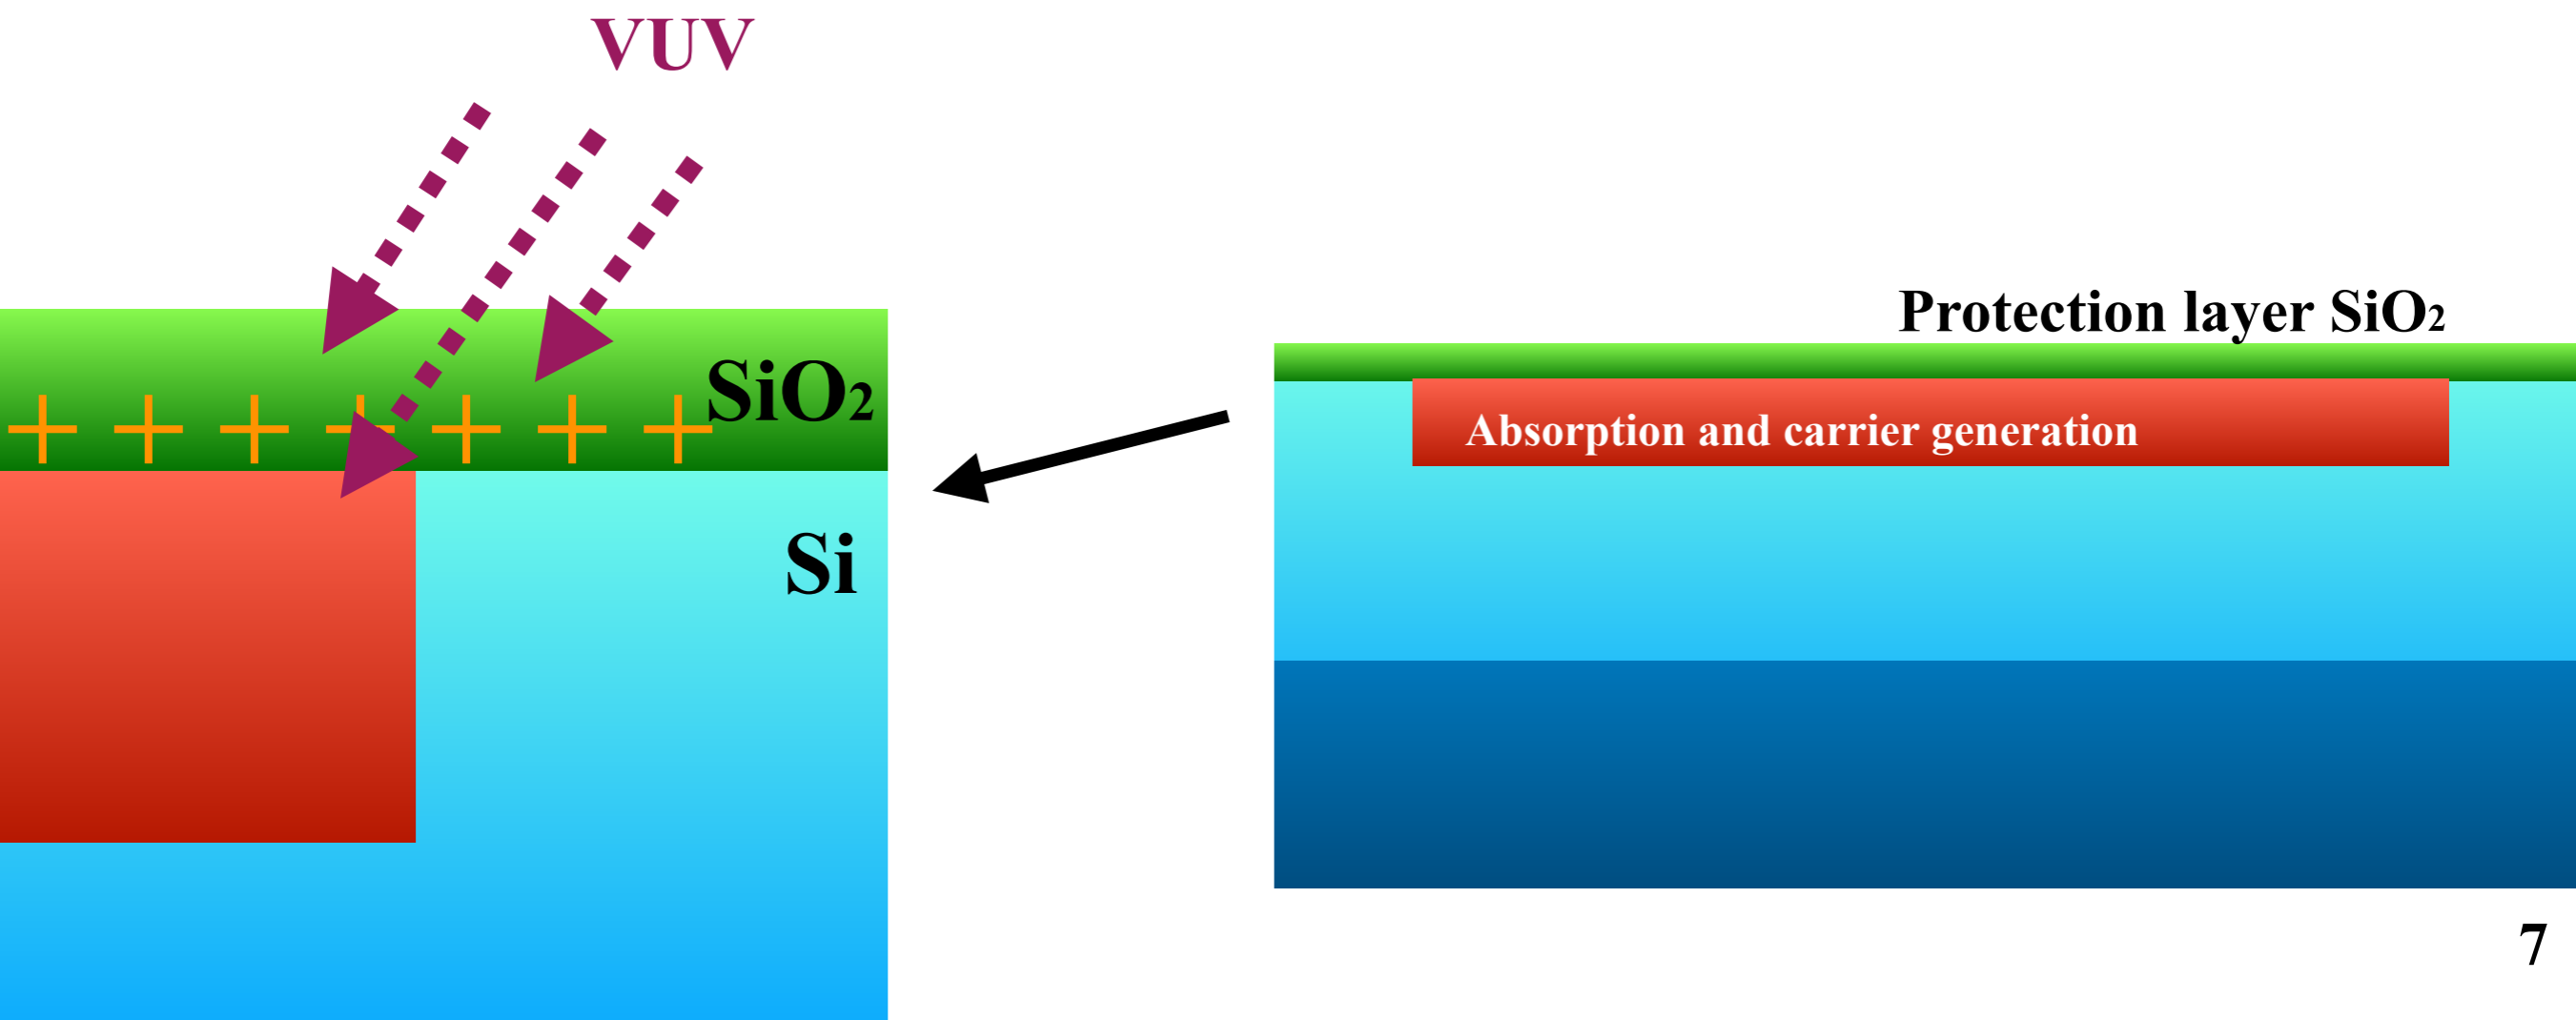 VUV
SiO₂
Si
Protection layer SiO₂
Absorption and carrier generation
7